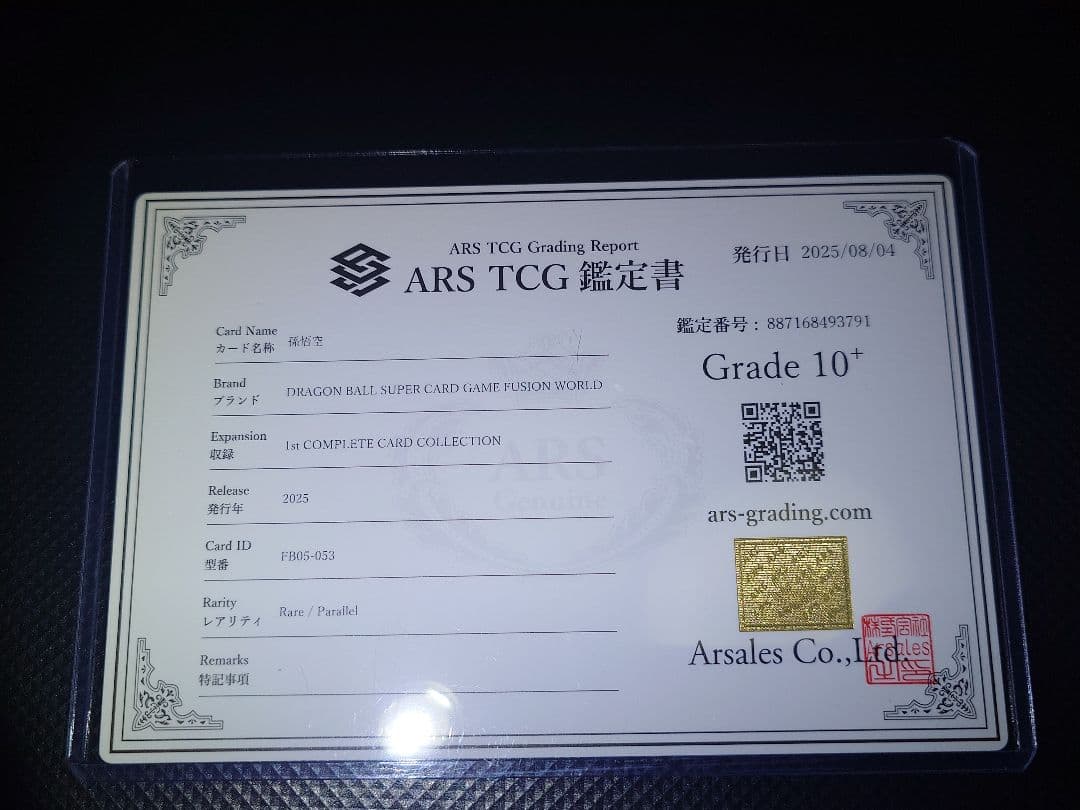 ARS TCG Grading Report
ARS TCG 鑑定書
発行日 2025/08/04
鑑定番号：887168493791
Grade 10+
Card Name
カード名称 孫悟空
Brand
ブランド DRAGON BALL SUPER CARD GAME FUSION WORLD
Expansion
収録 1st COMPLETE CARD COLLECTION
Release
発行年 2025
Card ID
型番 FB05-053
Rarity
レアリティ Rare / Parallel
Remarks
特記事項
ARS
Genuine
ars-grading.com
Arsales Co.,Ltd.
Arsales